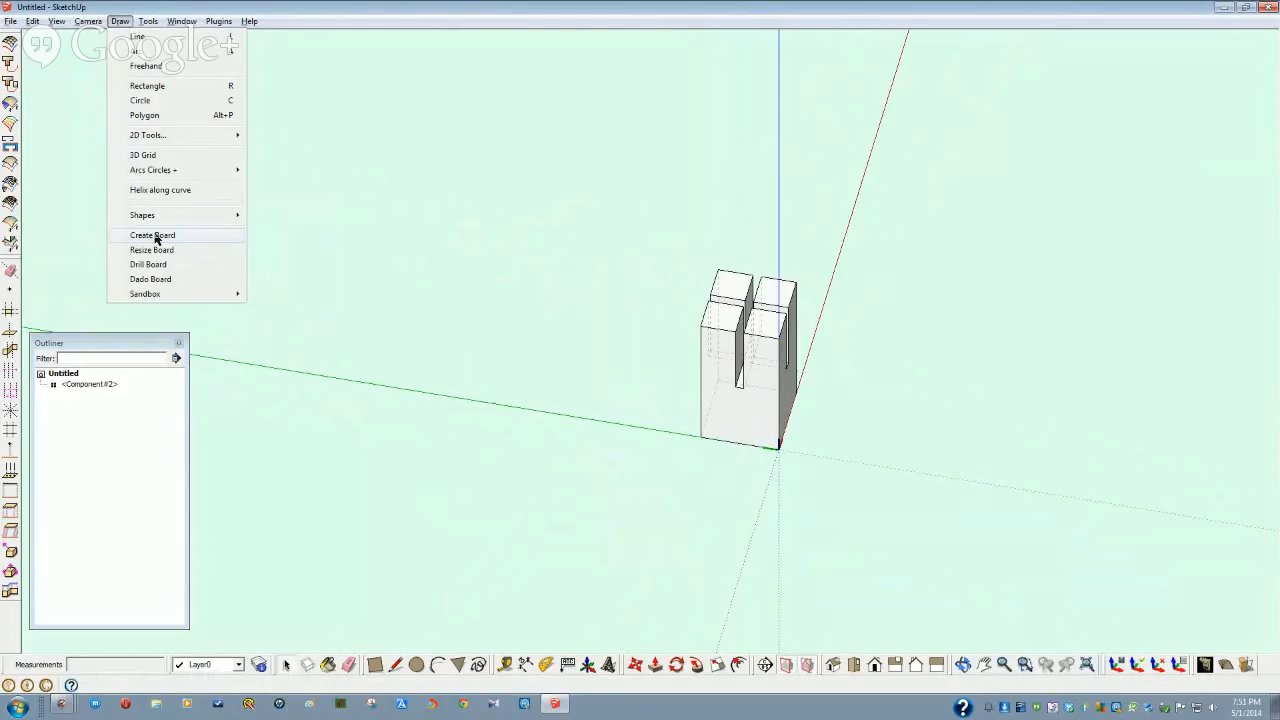 Untitled - SketchUp
File Edit View Camera Draw Tools Window Plugins Help
Google+
Line
Freehand
Rectangle R
Circle C
Polygon Alt+P
2D Tools...
3D Grid
Arcs Circles +
Helix along curve
Shapes
Create Board
Resize Board
Drill Board
Dado Board
Sandbox
Outliner
Filter:
Untitled
<Component#2>
Measurements
Layer0
7:51 PM
5/1/2014